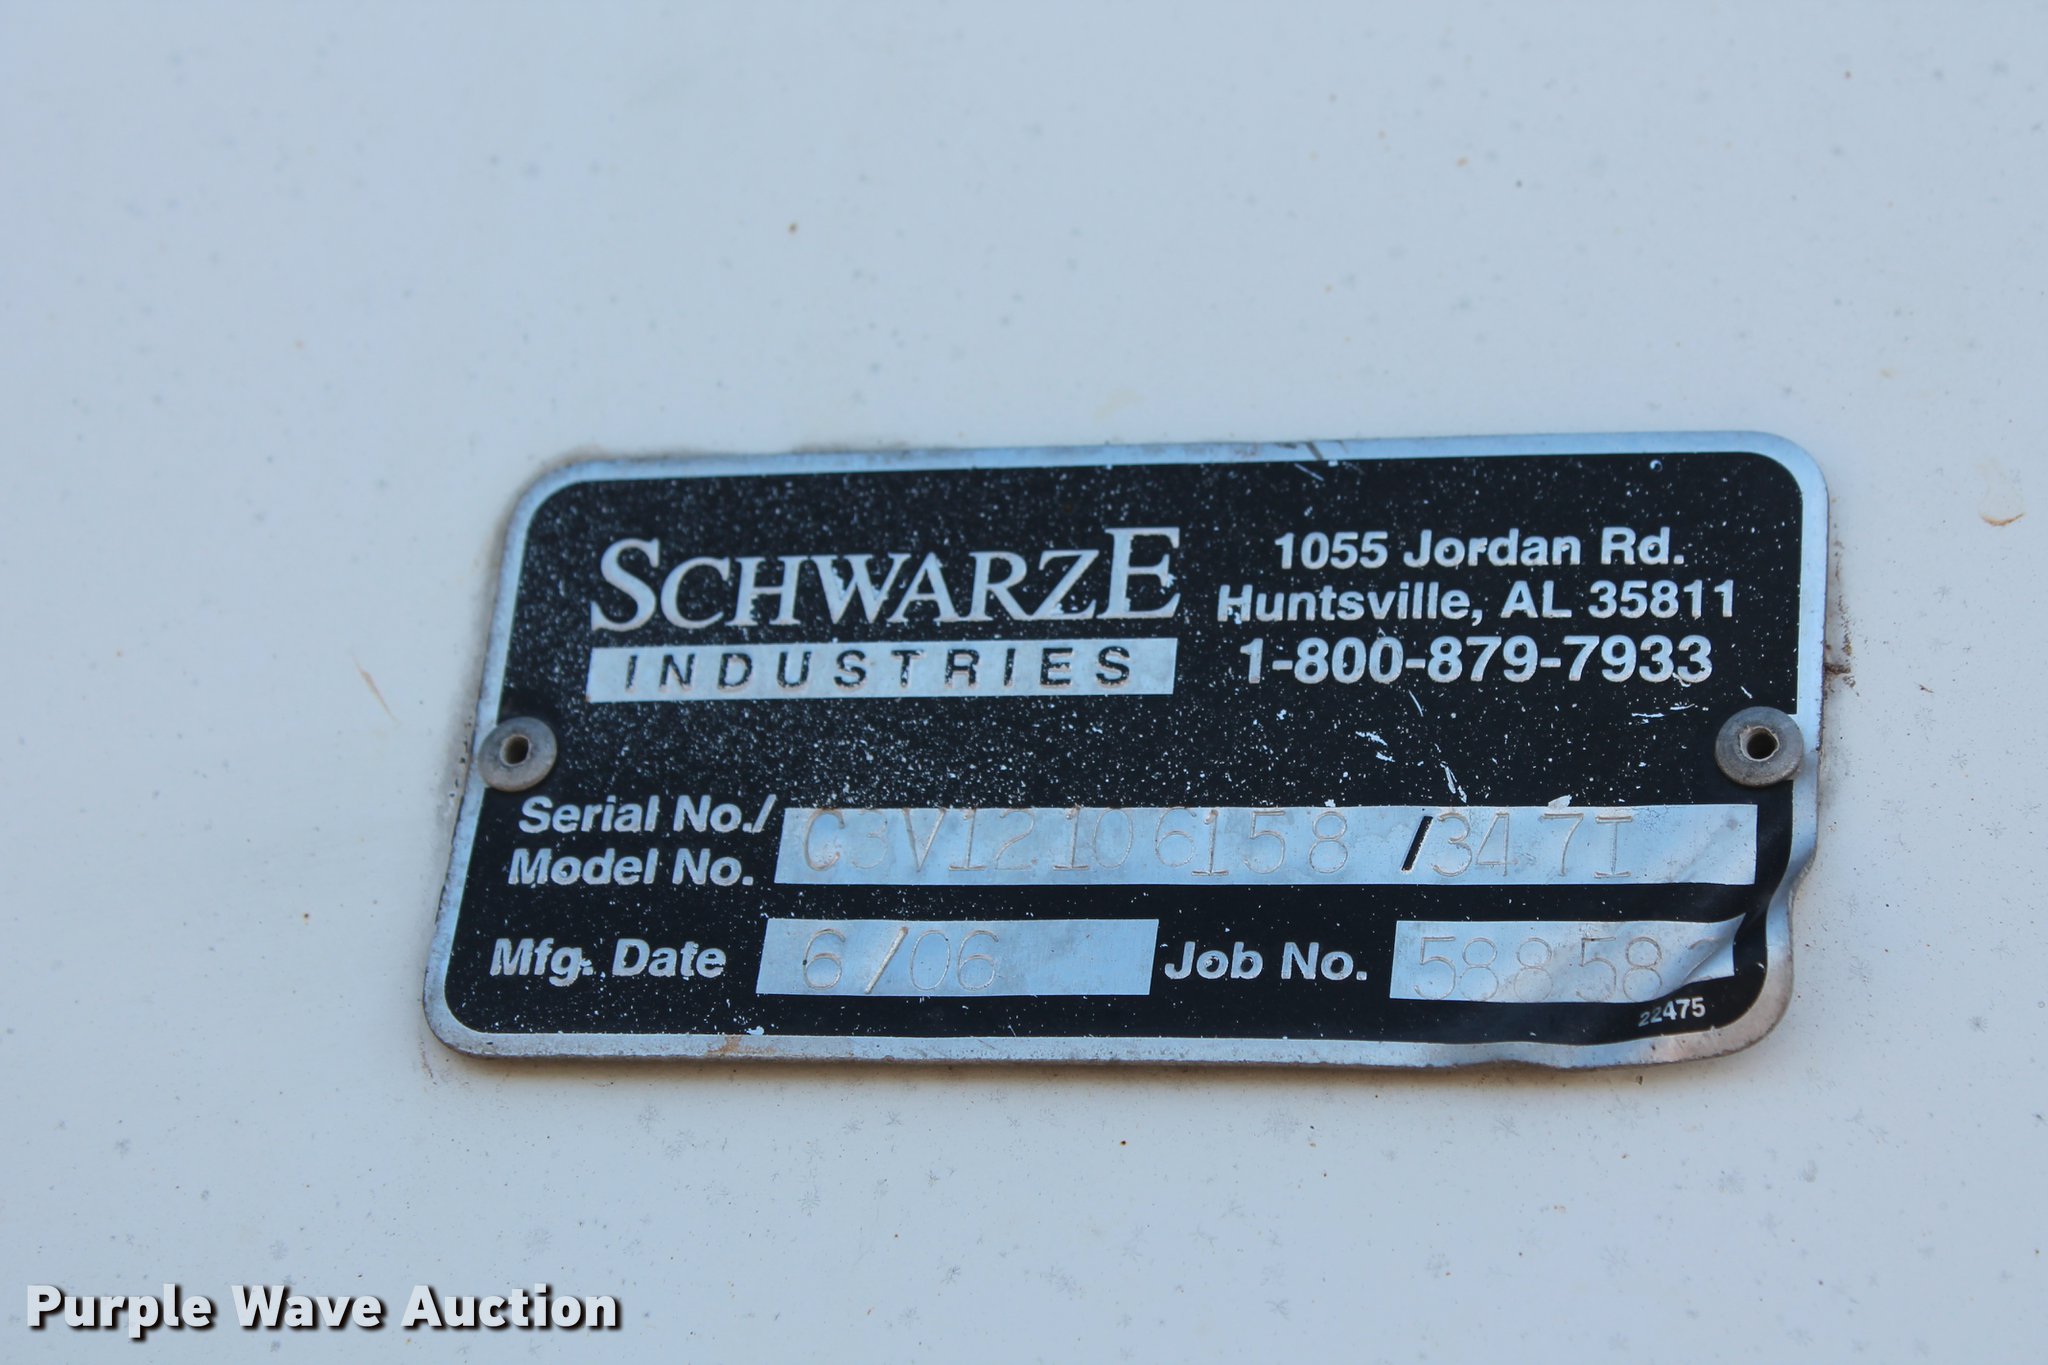 SCHWARZE
INDUSTRIES
1055 Jordan Rd.
Huntsville, AL 35811
1-800-879-7933
Serial No./
Model No.
C3V12106158 /347I
Mfg. Date 6/06
Job No.
22475
Purple Wave Auction